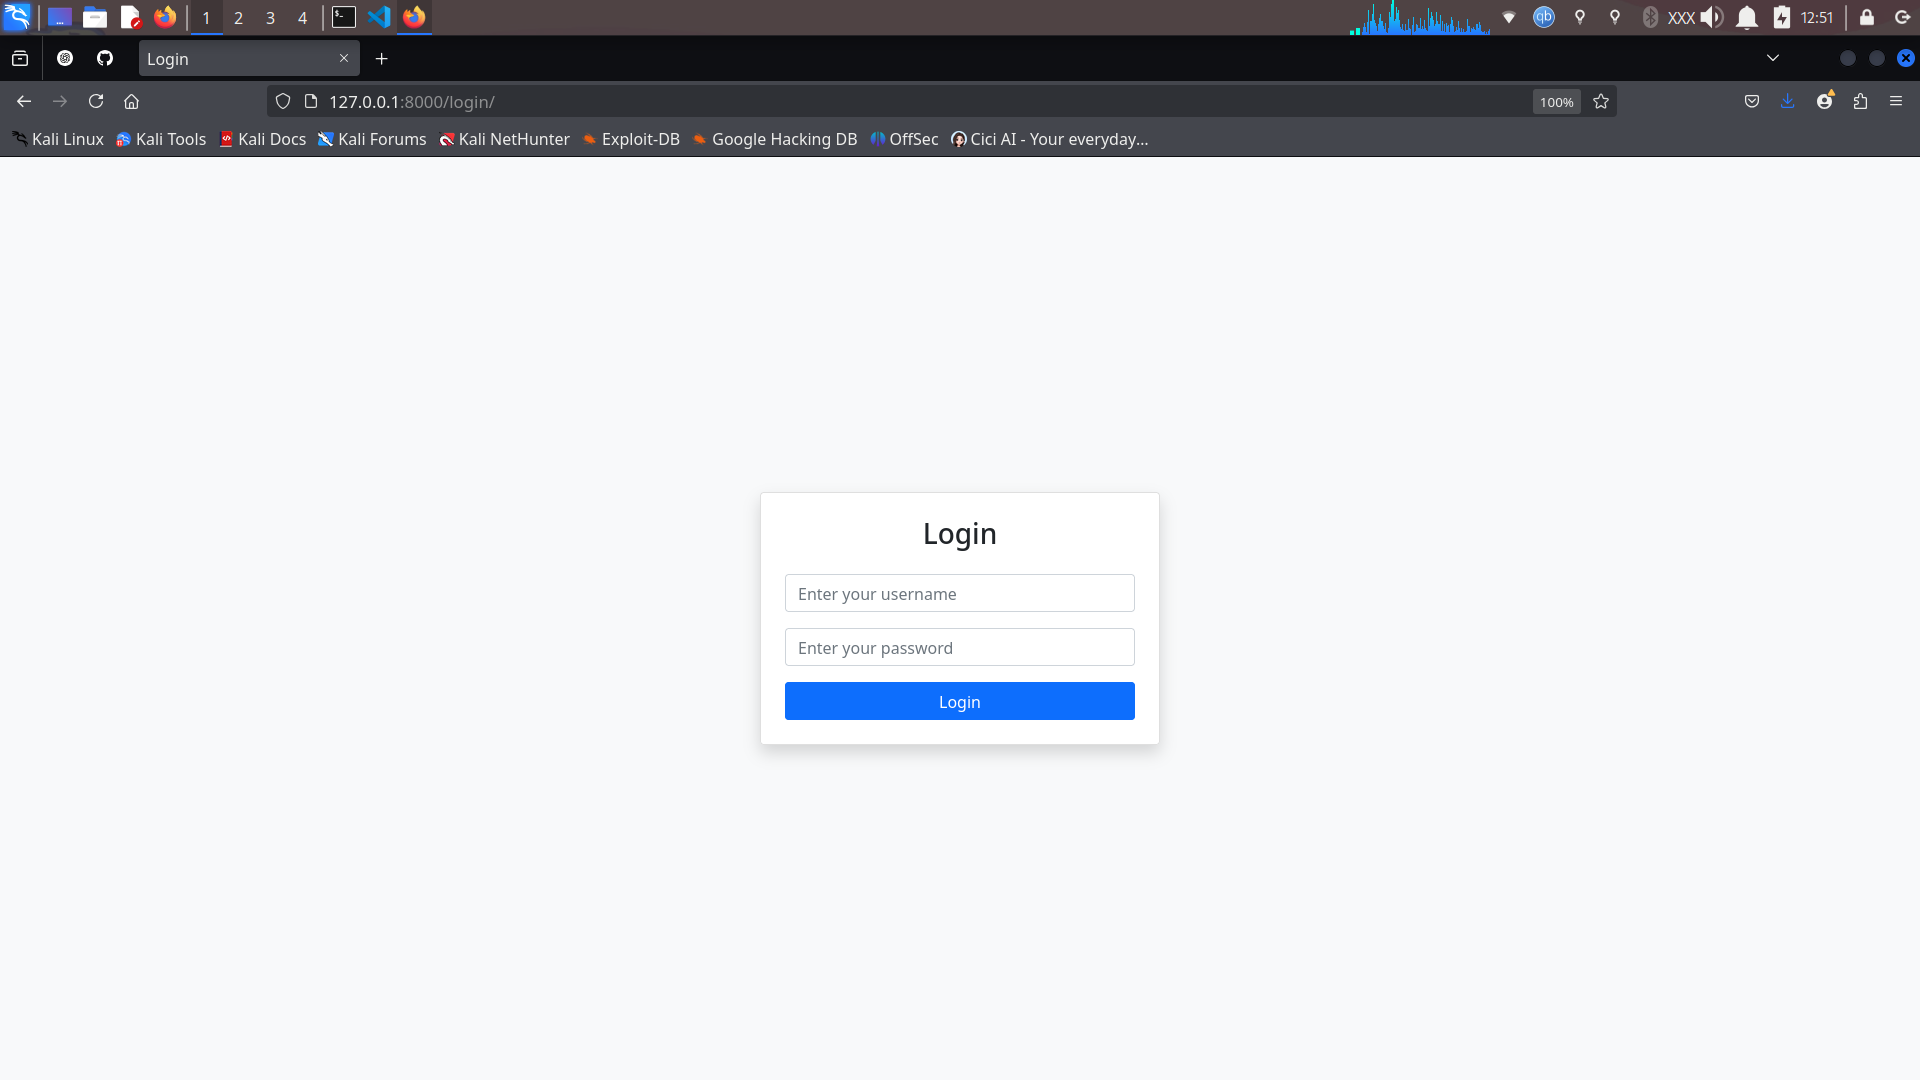 1 2 3 4 $- qb XXX 12:51
Login
127.0.0.1:8000/login/ 100%
Kali Linux Kali Tools Kali Docs Kali Forums Kali NetHunter Exploit-DB Google Hacking DB OffSec Cici AI - Your everyday...
Login
Enter your username
Enter your password
Login